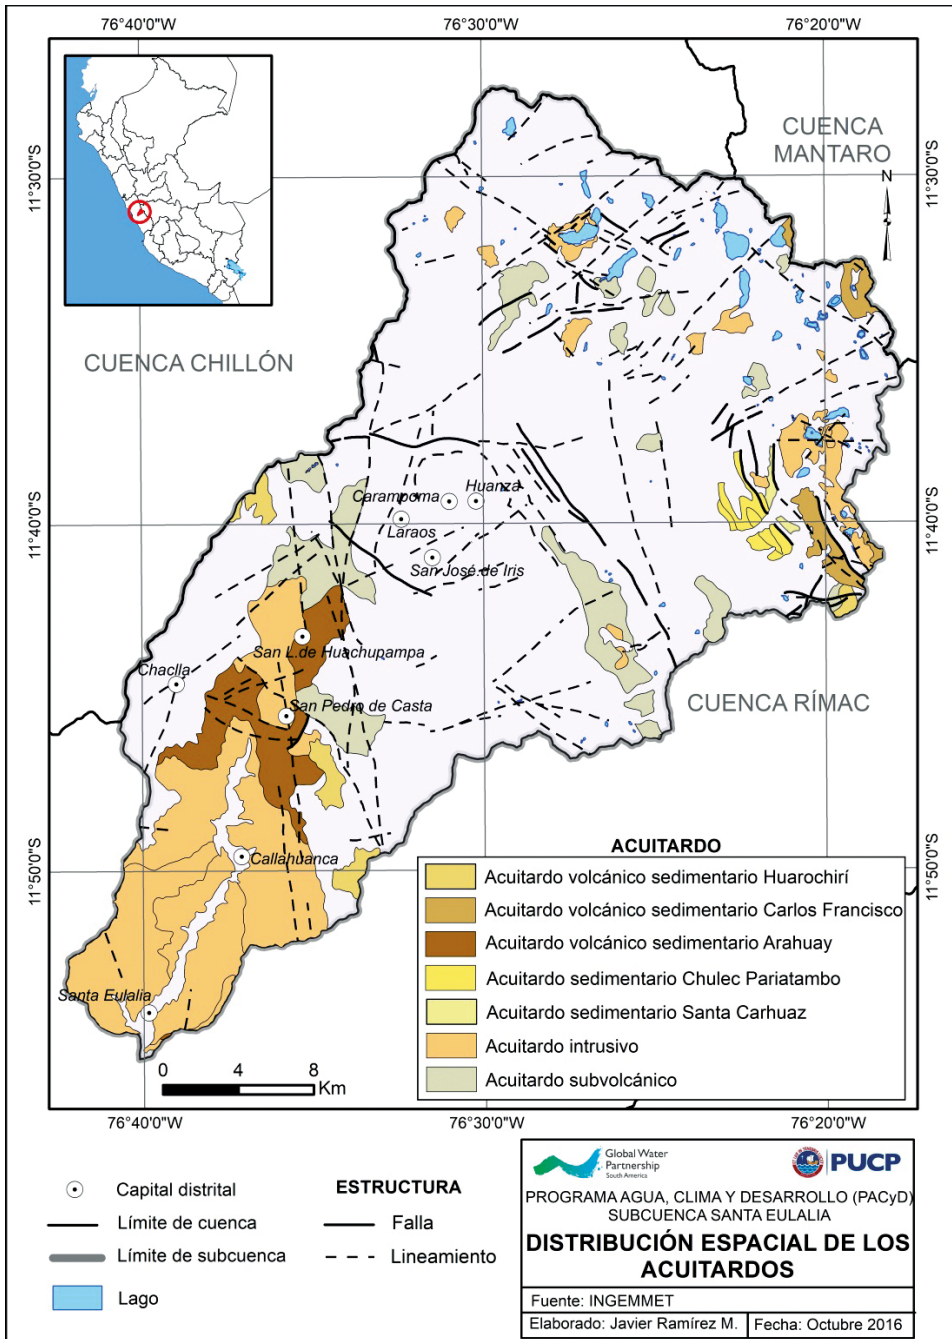 76°40'0"W
76°30'0"W
76°20'0"W
CUENCA
MANTARO
N
11°30'0"S
11°30'0"S
CUENCA CHILLÓN
Carampoma
Huanza
Laraos
San José de Iris
11°40'0"S
11°40'0"S
San L.de Huachupampa
Chaclla
San Pedro de Casta
CUENCA RÍMAC
Callahuanca
11°50'0"S
11°50'0"S
Santa Eulalia
0 4 8
Km
ACUITARDO
Acuitardo volcánico sedimentario Huarochirí
Acuitardo volcánico sedimentario Carlos Francisco
Acuitardo volcánico sedimentario Arahuay
Acuitardo sedimentario Chulec Pariatambo
Acuitardo sedimentario Santa Carhuaz
Acuitardo intrusivo
Acuitardo subvolcánico
76°40'0"W
76°30'0"W
76°20'0"W
Capital distrital
Límite de cuenca
Límite de subcuenca
Lago
ESTRUCTURA
Falla
Lineamiento
Global Water
Partnership
South America
PUCP
PROGRAMA AGUA, CLIMA Y DESARROLLO (PACyD)
SUBCUENCA SANTA EULALIA
DISTRIBUCIÓN ESPACIAL DE LOS
ACUITARDOS
Fuente: INGEMMET
Elaborado: Javier Ramírez M.
Fecha: Octubre 2016